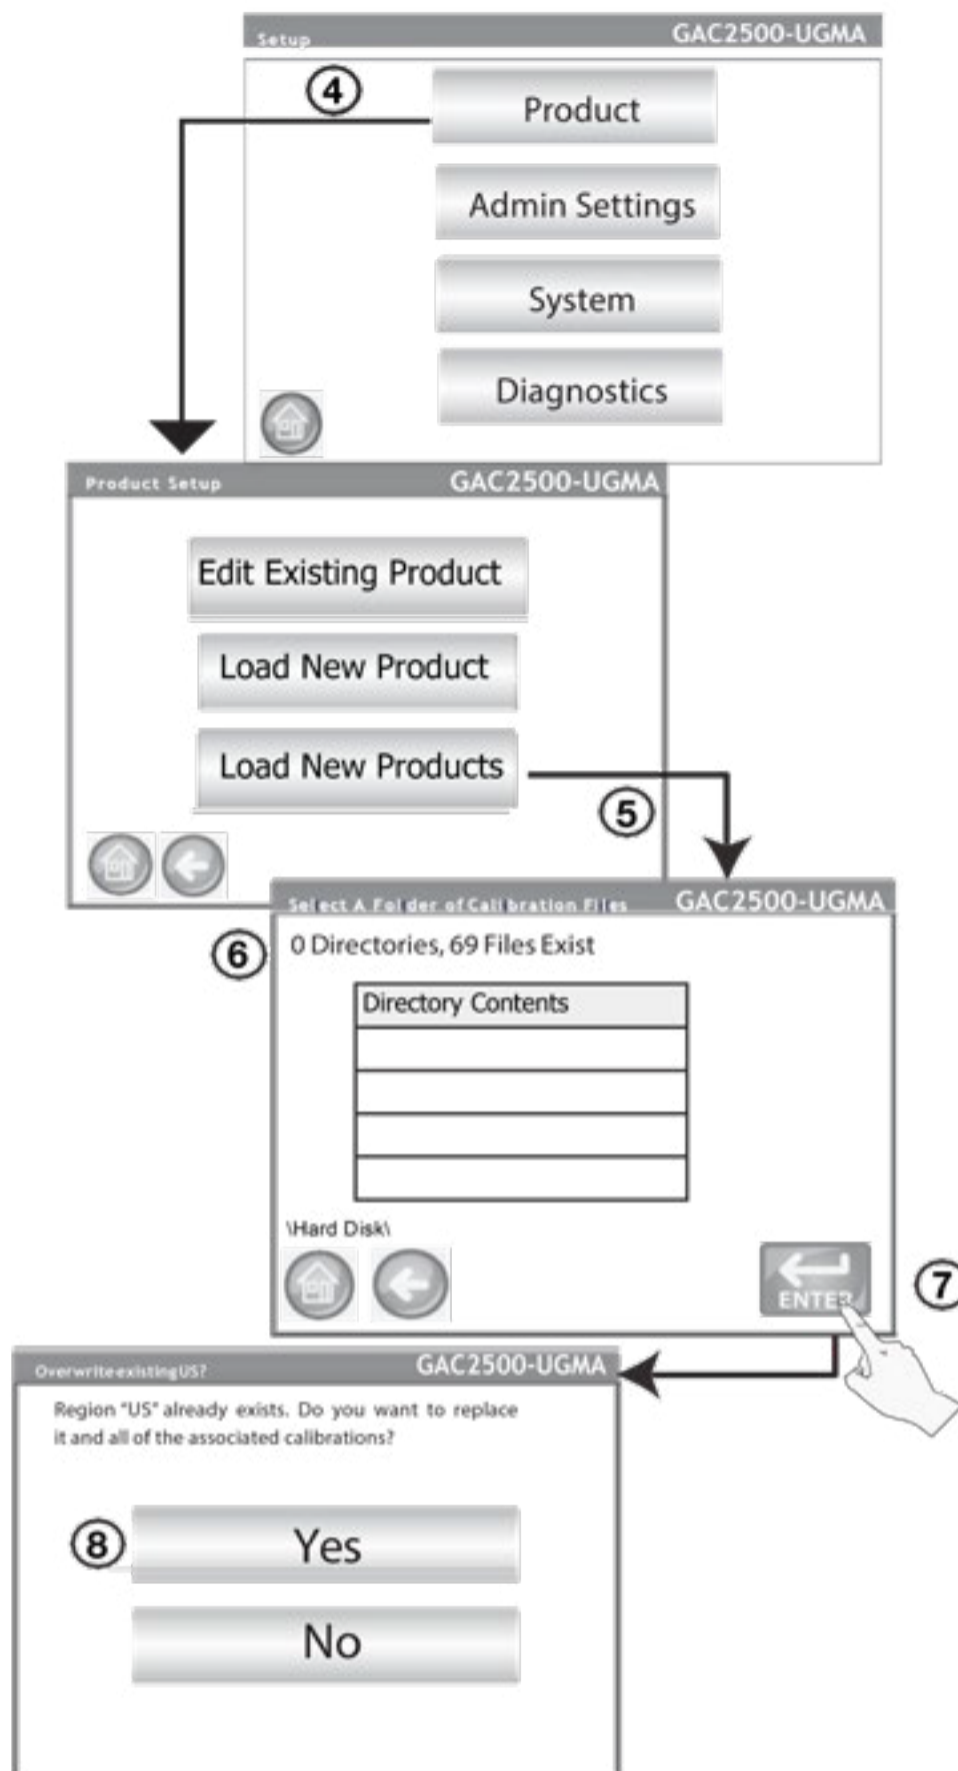 Setup GAC2500-UGMA
4
Product
Admin Settings
System
Diagnostics
Product Setup GAC2500-UGMA
Edit Existing Product
Load New Product
Load New Products
5
Select A Folder of Calibration Files GAC2500-UGMA
6
0 Directories, 69 Files Exist
Directory Contents
\Hard Disk\
ENTER
7
Overwrite existing US? GAC2500-UGMA
Region "US" already exists. Do you want to replace
it and all of the associated calibrations?
8
Yes
No